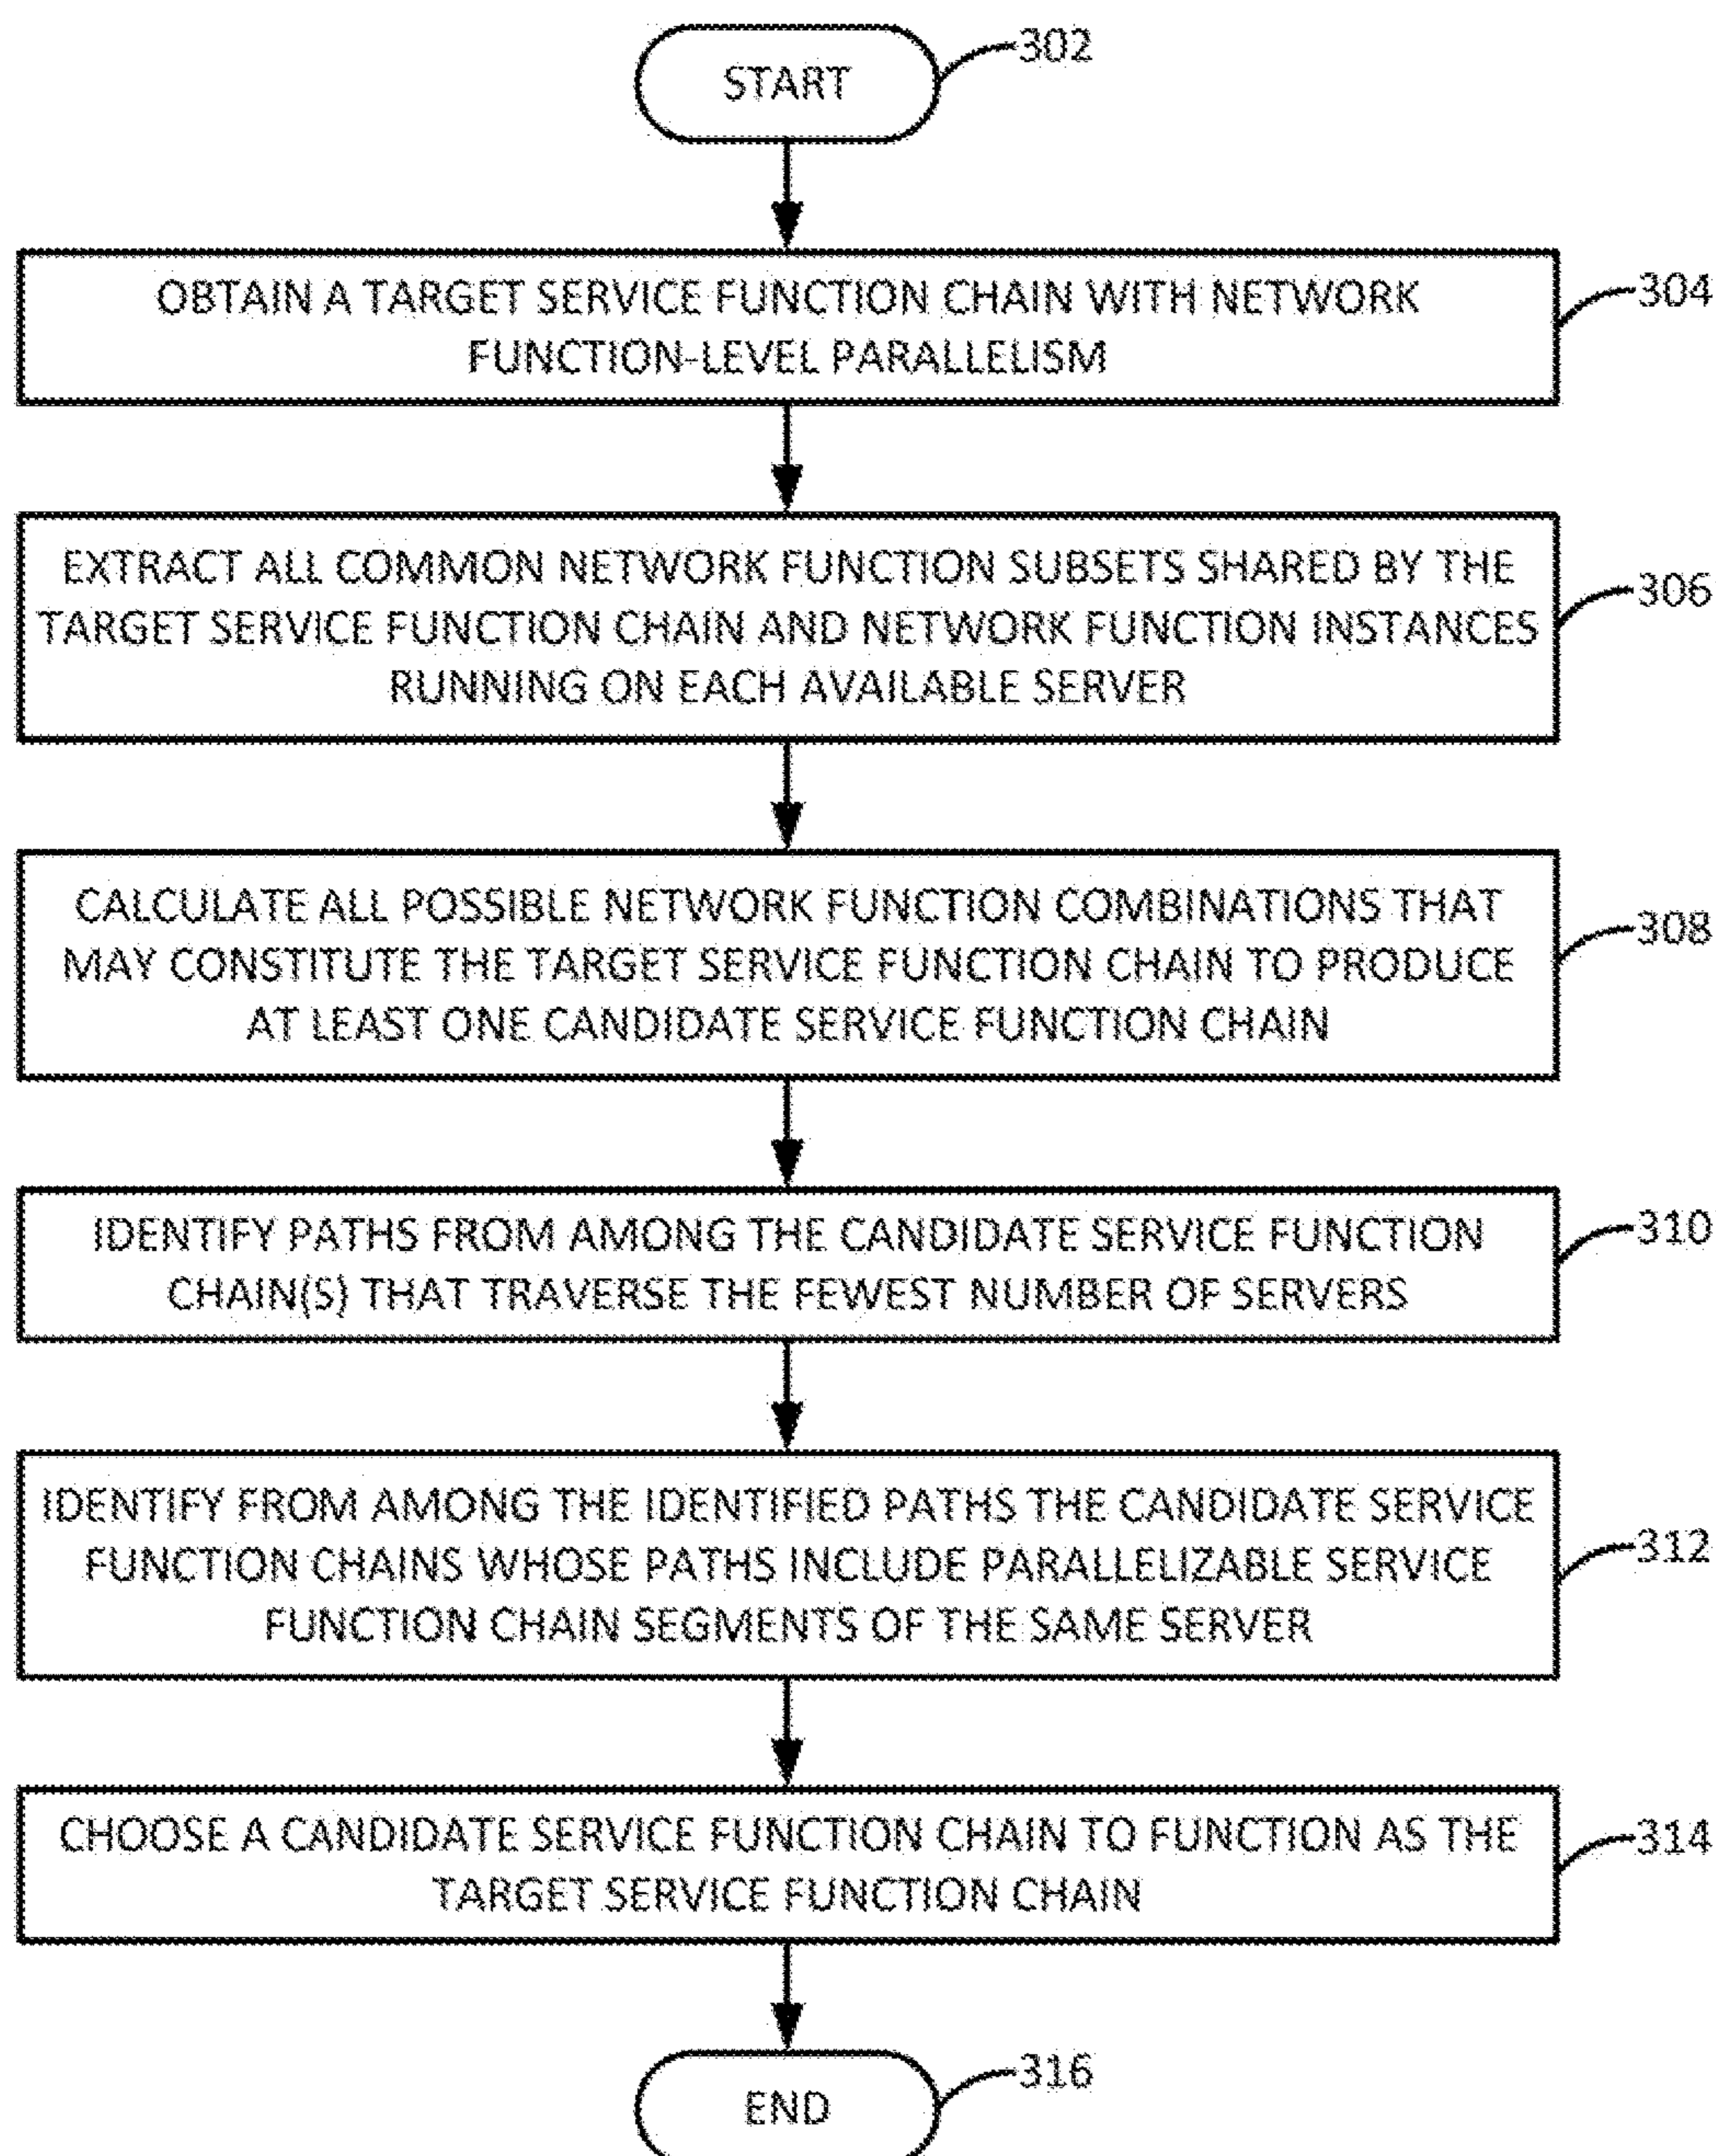 START
302
OBTAIN A TARGET SERVICE FUNCTION CHAIN WITH NETWORK
FUNCTION-LEVEL PARALLELISM
304
EXTRACT ALL COMMON NETWORK FUNCTION SUBSETS SHARED BY THE
TARGET SERVICE FUNCTION CHAIN AND NETWORK FUNCTION INSTANCES
RUNNING ON EACH AVAILABLE SERVER
306
CALCULATE ALL POSSIBLE NETWORK FUNCTION COMBINATIONS THAT
MAY CONSTITUTE THE TARGET SERVICE FUNCTION CHAIN TO PRODUCE
AT LEAST ONE CANDIDATE SERVICE FUNCTION CHAIN
308
IDENTIFY PATHS FROM AMONG THE CANDIDATE SERVICE FUNCTION
CHAIN(S) THAT TRAVERSE THE FEWEST NUMBER OF SERVERS
310
IDENTIFY FROM AMONG THE IDENTIFIED PATHS THE CANDIDATE SERVICE
FUNCTION CHAINS WHOSE PATHS INCLUDE PARALLELIZABLE SERVICE
FUNCTION CHAIN SEGMENTS OF THE SAME SERVER
312
CHOOSE A CANDIDATE SERVICE FUNCTION CHAIN TO FUNCTION AS THE
TARGET SERVICE FUNCTION CHAIN
314
END
316